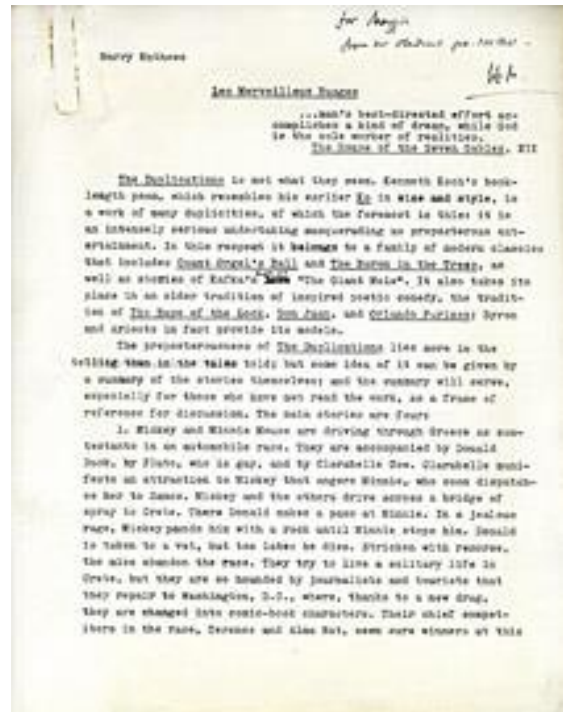 for
Harry Mathews
Les Merveilleux Nuages
...man's best-directed effort ac-
complishes a kind of dream, while God
is the sole worker of realities.
The House of the Seven Gables, XII
The Duplications is not what they seem. Kenneth Koch's book-
length poem, which resembles his earlier Ko in size and style, is
a work of many duplicities, of which the foremost is this: it is
an intensely serious undertaking masquerading as preposterous ent-
ertainment. In this respect it belongs to a family of modern classics
that includes Count Orgel's Ball and The Baron in the Trees, as
well as stories of Kafka's "The Giant Mole". It also takes its
place in an older tradition of inspired poetic comedy, the tradit-
ion of The Rape of the Lock, Don Juan, and Orlando Furioso; Byron
and Ariosto in fact provide its models.
The preposterousness of The Duplications lies more in the
telling than in the tales told; but some idea of it can be given by
a summary of the stories themselves; and the summary will serve,
especially for those who have not read the work, as a frame of
reference for discussion. The main stories are four:
1. Mickey and Minnie Mouse are driving through Greece as con-
testants in an automobile race. They are accompanied by Donald
Duck, by Pluto, who is gay, and by Clarabelle Cow. Clarabelle mani-
fests an attraction to Mickey that angers Minnie, who soon dispatch-
es her to Samos. Mickey and the others drive across a bridge of
spray to Crete. There Donald makes a pass at Minnie. In a jealous
rage, Mickey pounds him with a rock until Minnie stops him. Donald
is taken to a vet, but too late: he dies. Stricken with remorse,
the mice abandon the race. They try to live a solitary life in
Crete, but they are so hounded by journalists and tourists that
they repair to Washington, D.C., where, thanks to a new drug,
they are changed into comic-book characters. Their chief compet-
itors in the race, Terence and Alma Rat, seem sure winners at this